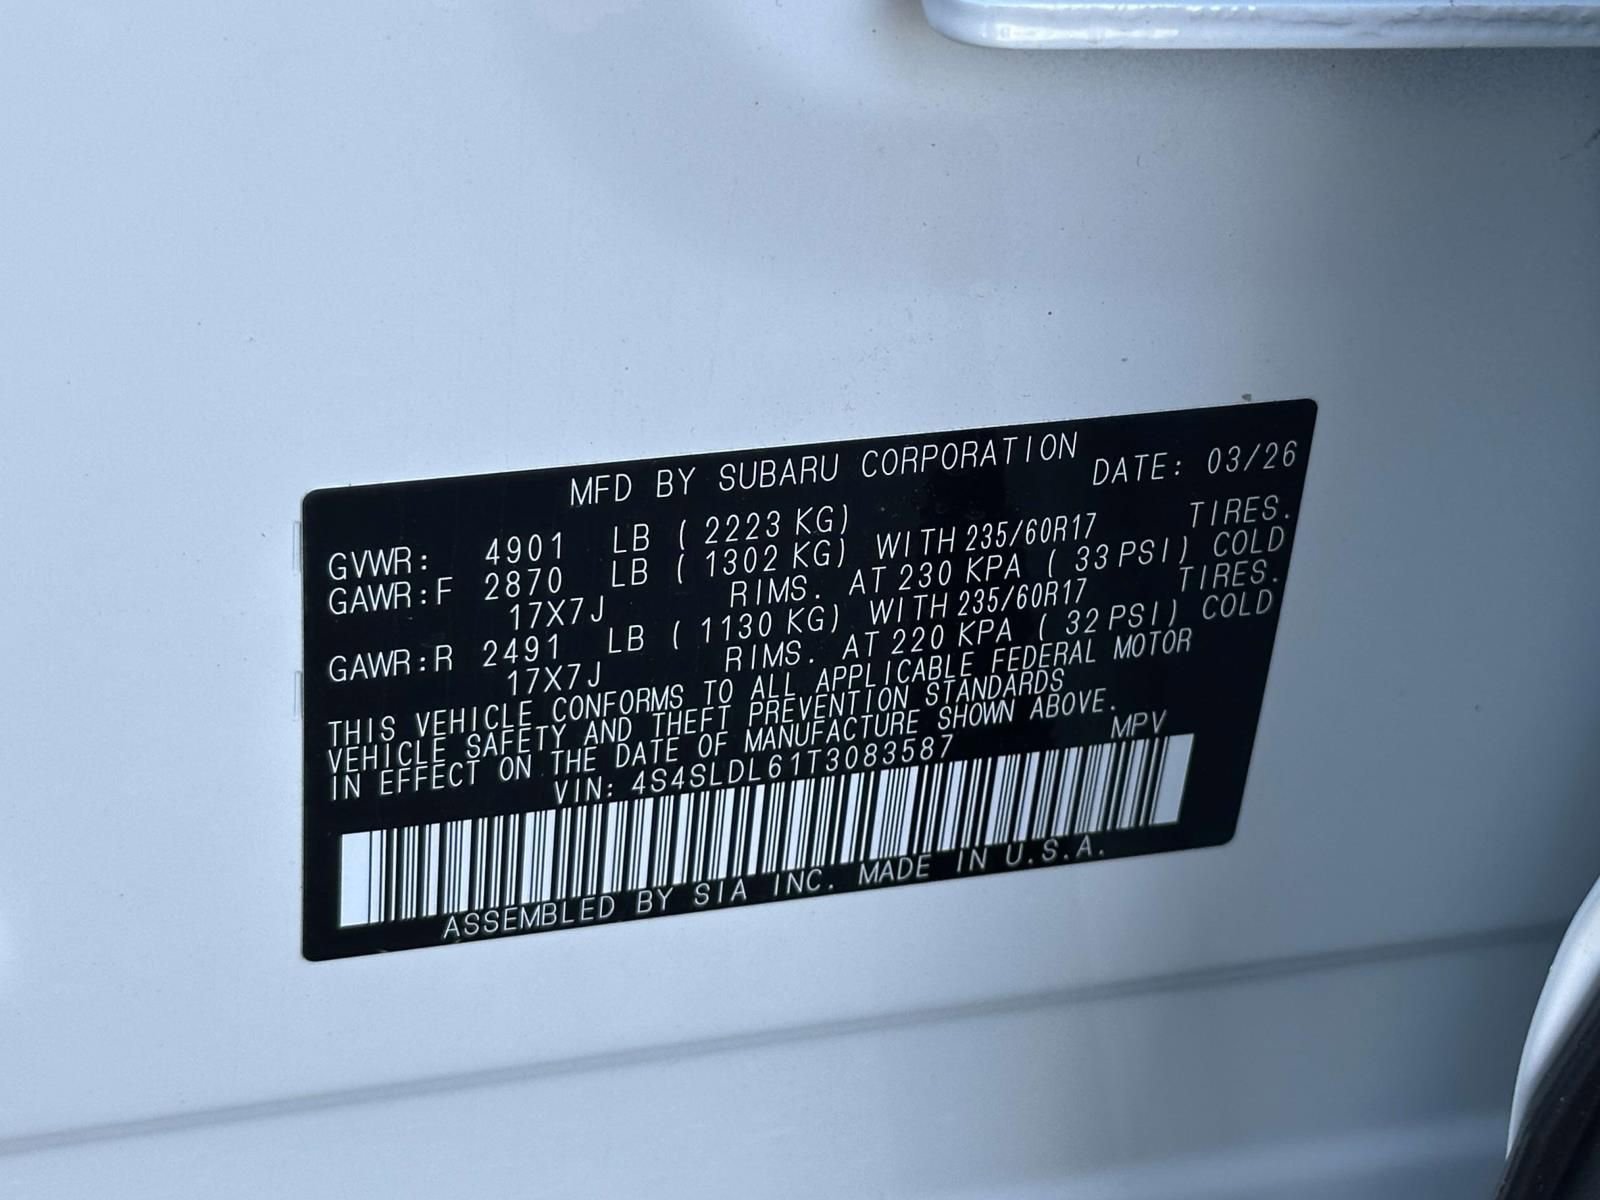 MFD BY SUBARU CORPORATION DATE: 03/26
GVWR: 4901 LB ( 2223 KG)
GAWR:F 2870 LB ( 1302 KG) WITH 235/60R17 TIRES.
17X7J RIMS. AT 230 KPA ( 33 PSI) COLD
GAWR:R 2491 LB ( 1130 KG) WITH 235/60R17 TIRES.
17X7J RIMS. AT 220 KPA ( 32 PSI) COLD
THIS VEHICLE CONFORMS TO ALL APPLICABLE FEDERAL MOTOR
VEHICLE SAFETY AND THEFT PREVENTION STANDARDS
IN EFFECT ON THE DATE OF MANUFACTURE SHOWN ABOVE.
VIN: 4S4SLDL61T3083587 MPV
ASSEMBLED BY SIA INC. MADE IN U.S.A.